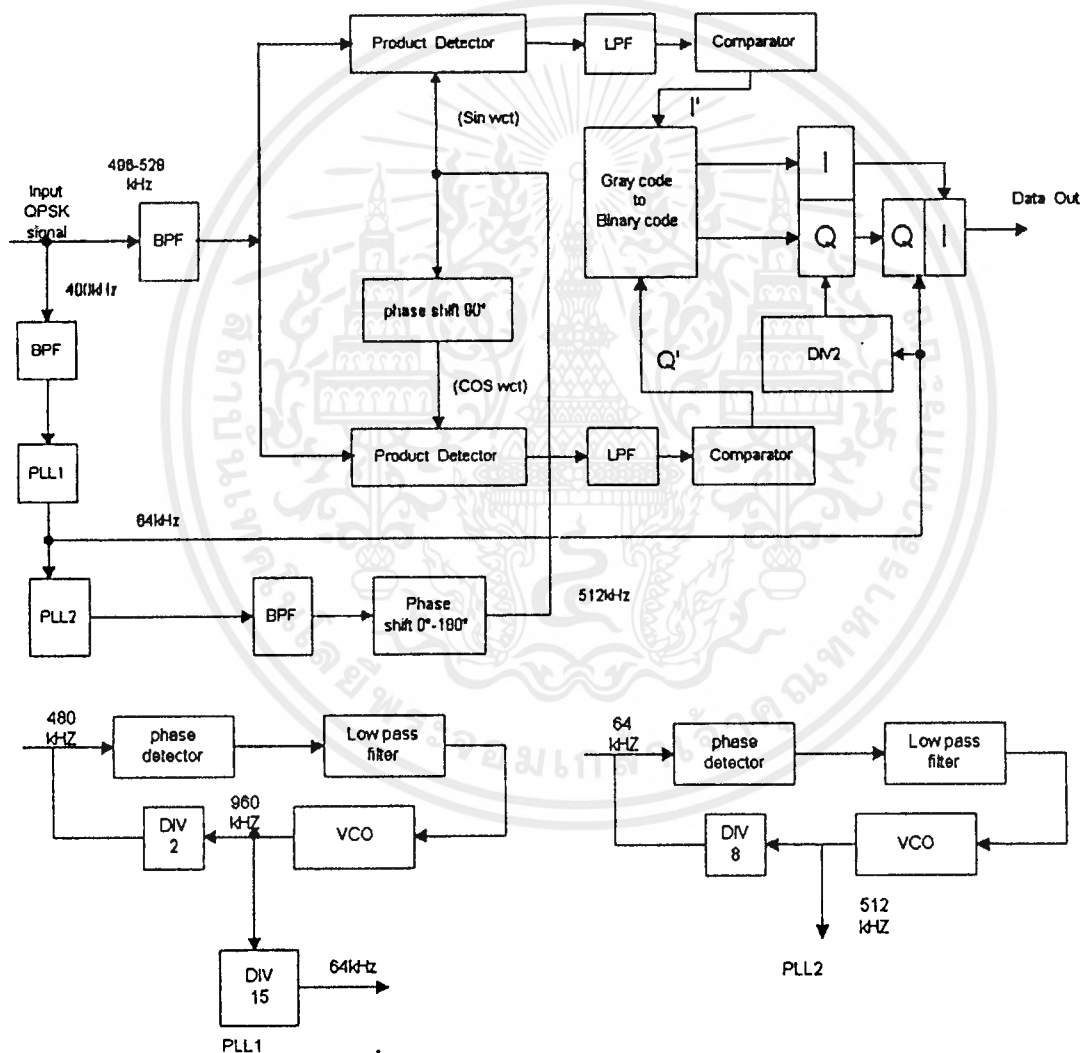 Product Detector
LPF
Comparator
(Sin wct)
I'
496-528
kHz
Input
QPSK
signal
BPF
Gray code
to
Binary code
I
Q
Q
I
Data Out
400kHz
BPF
phase shift 90°
DIV2
(COS wct)
Q'
PLL1
Product Detector
LPF
Comparator
64kHz
PLL2
BPF
Phase
shift 0°-180°
512kHz
480
kHZ
phase
detector
Low pass
filter
DIV
2
960
kHZ
VCO
DIV
15
64kHz
PLL1
64
kHZ
phase
detector
Low pass
filter
DIV
8
VCO
512
kHZ
PLL2